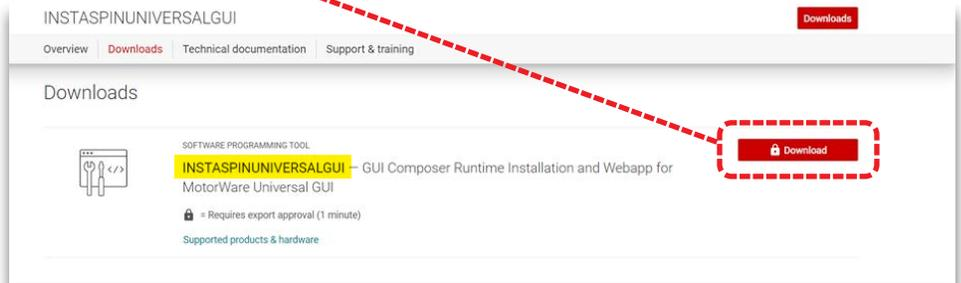 INSTASPINUNIVERSALGUI
Downloads
Overview Downloads Technical documentation Support & training
Downloads
SOFTWARE PROGRAMMING TOOL
INSTASPINUNIVERSALGUI — GUI Composer Runtime Installation and Webapp for
MotorWare Universal GUI
Download
= Requires export approval (1 minute)
Supported products & hardware